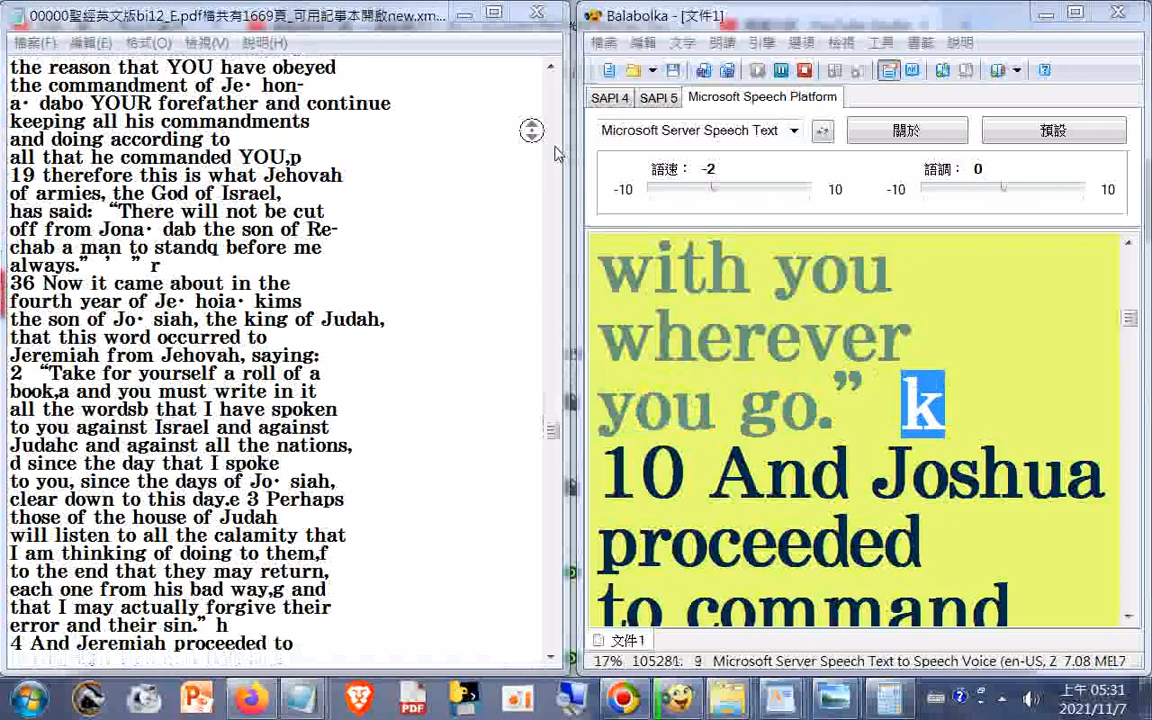 00000聖經英文版bi12_E.pdf檔共有1669頁_可用記事本開啟new.xm...
檔案(F) 編輯(E) 格式(O) 檢視(V) 說明(H)
the reason that YOU have obeyed
the commandment of Je· hon-
a· dabo YOUR forefather and continue
keeping all his commandments
and doing according to
all that he commanded YOU,p
19 therefore this is what Jehovah
of armies, the God of Israel,
has said: “There will not be cut
off from Jona· dab the son of Re-
chab a man to standq before me
always.” ’ ”r
36 Now it came about in the
fourth year of Je· hoia· kims
the son of Jo· siah, the king of Judah,
that this word occurred to
Jeremiah from Jehovah, saying:
2 “Take for yourself a roll of a
book,a and you must write in it
all the wordsb that I have spoken
to you against Israel and against
Judahc and against all the nations,
d since the day that I spoke
to you, since the days of Jo· siah,
clear down to this day.e 3 Perhaps
those of the house of Judah
will listen to all the calamity that
I am thinking of doing to them,f
to the end that they may return,
each one from his bad way,g and
that I may actually forgive their
error and their sin.” h
4 And Jeremiah proceeded to
Balabolka - [文件1]
檔案 編輯 文字 朗讀 引擎 選項 檢視 工具 書籤 說明
SAPI 4 SAPI 5 Microsoft Speech Platform
Microsoft Server Speech Text 關於 預設
語速： -2 語調： 0
-10 10 -10 10
with you
wherever
you go.” k
10 And Joshua
proceeded
to command
文件1
17% 105281. 9 Microsoft Server Speech Text to Speech Voice (en-US, Z 7.08 MEL7
PDF
上午 05:31
2021/11/7